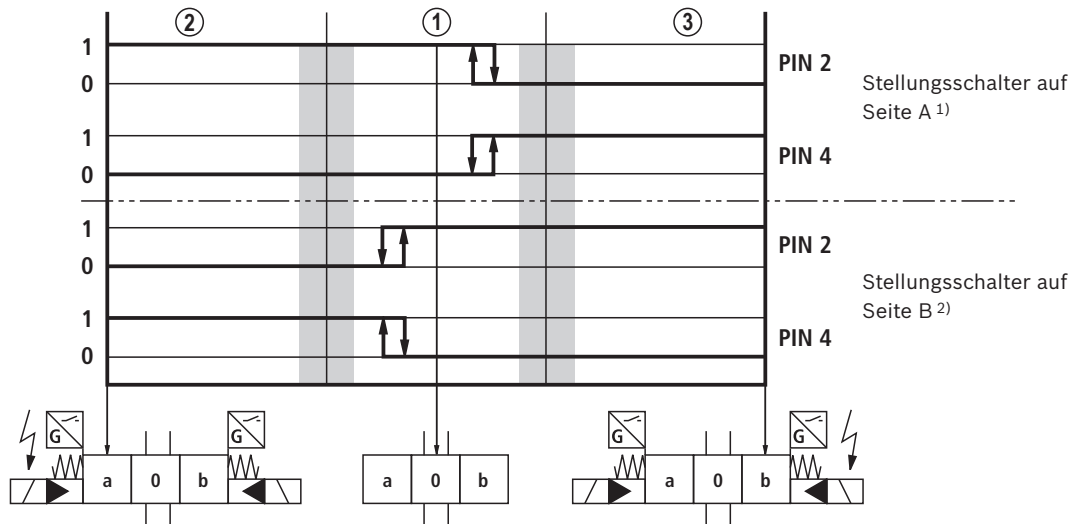 ② ① ③
1
0
PIN 2
Stellungsschalter auf
Seite A 1)
1
0
PIN 4
1
0
PIN 2
Stellungsschalter auf
Seite B 2)
1
0
PIN 4
G G G G
a 0 b a 0 b a 0 b